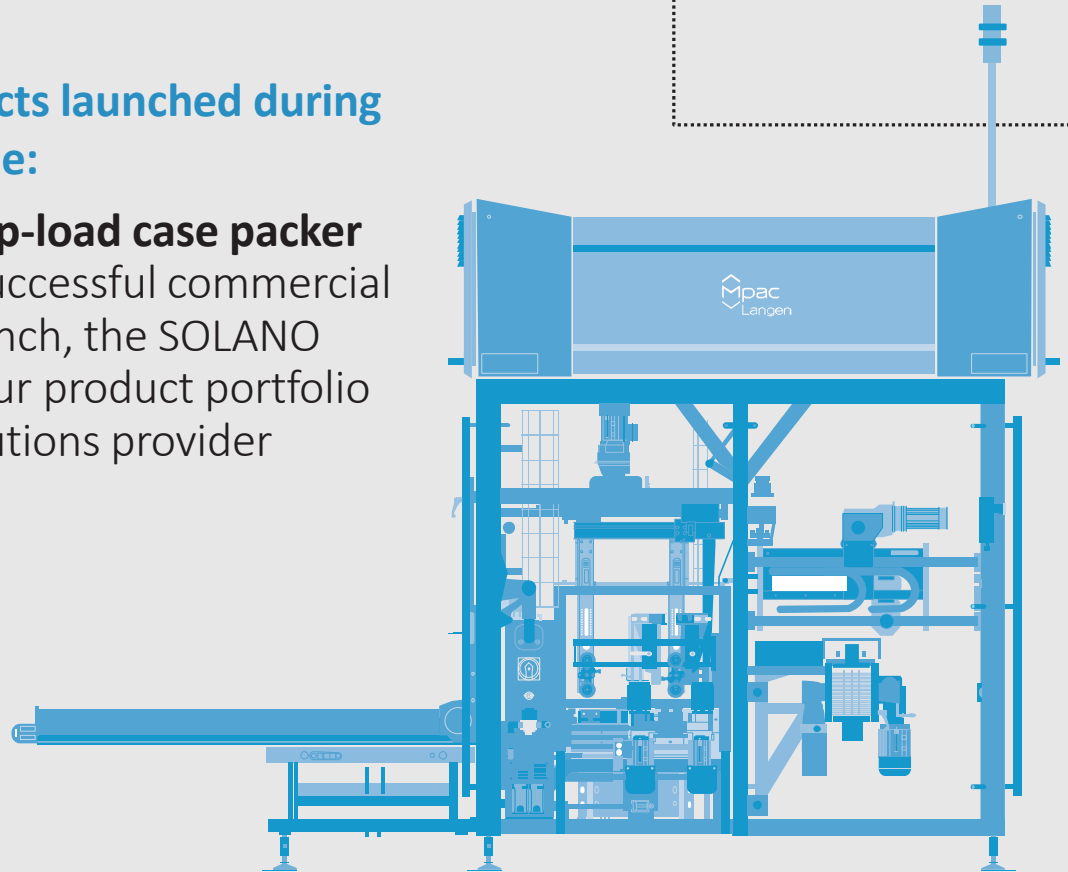 cts launched during
e:
p-load case packer
uccessful commercial
nch, the SOLANO
ur product portfolio
utions provider
Mpac
Langen